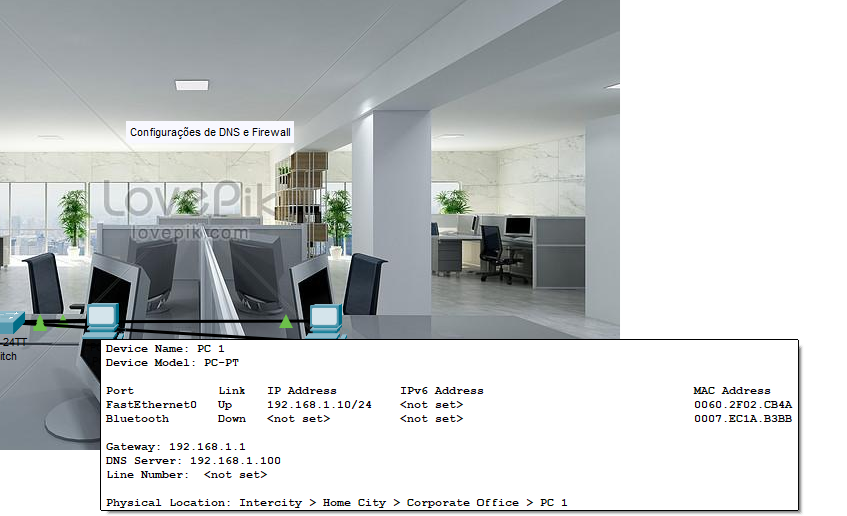 Configurações de DNS e Firewall
LovePik
lovepik.com
24TT
itch
Device Name: PC 1
Device Model: PC-PT
Port Link IP Address IPv6 Address MAC Address
FastEthernet0 Up 192.168.1.10/24 <not set> 0060.2F02.CB4A
Bluetooth Down <not set> <not set> 0007.EC1A.B3BB
Gateway: 192.168.1.1
DNS Server: 192.168.1.100
Line Number: <not set>
Physical Location: Intercity > Home City > Corporate Office > PC 1